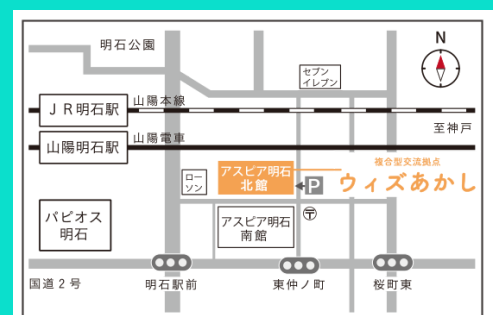 明石公園
N
セブン
イレブン
JR明石駅
山陽本線
至神戸
山陽明石駅
山陽電車
複合型交流拠点
ウィズあかし
アスピア明石
北館
P
ロー
ソン
パピオス
明石
アスピア明石
南館
〒
国道2号
明石駅前
東仲ノ町
桜町東